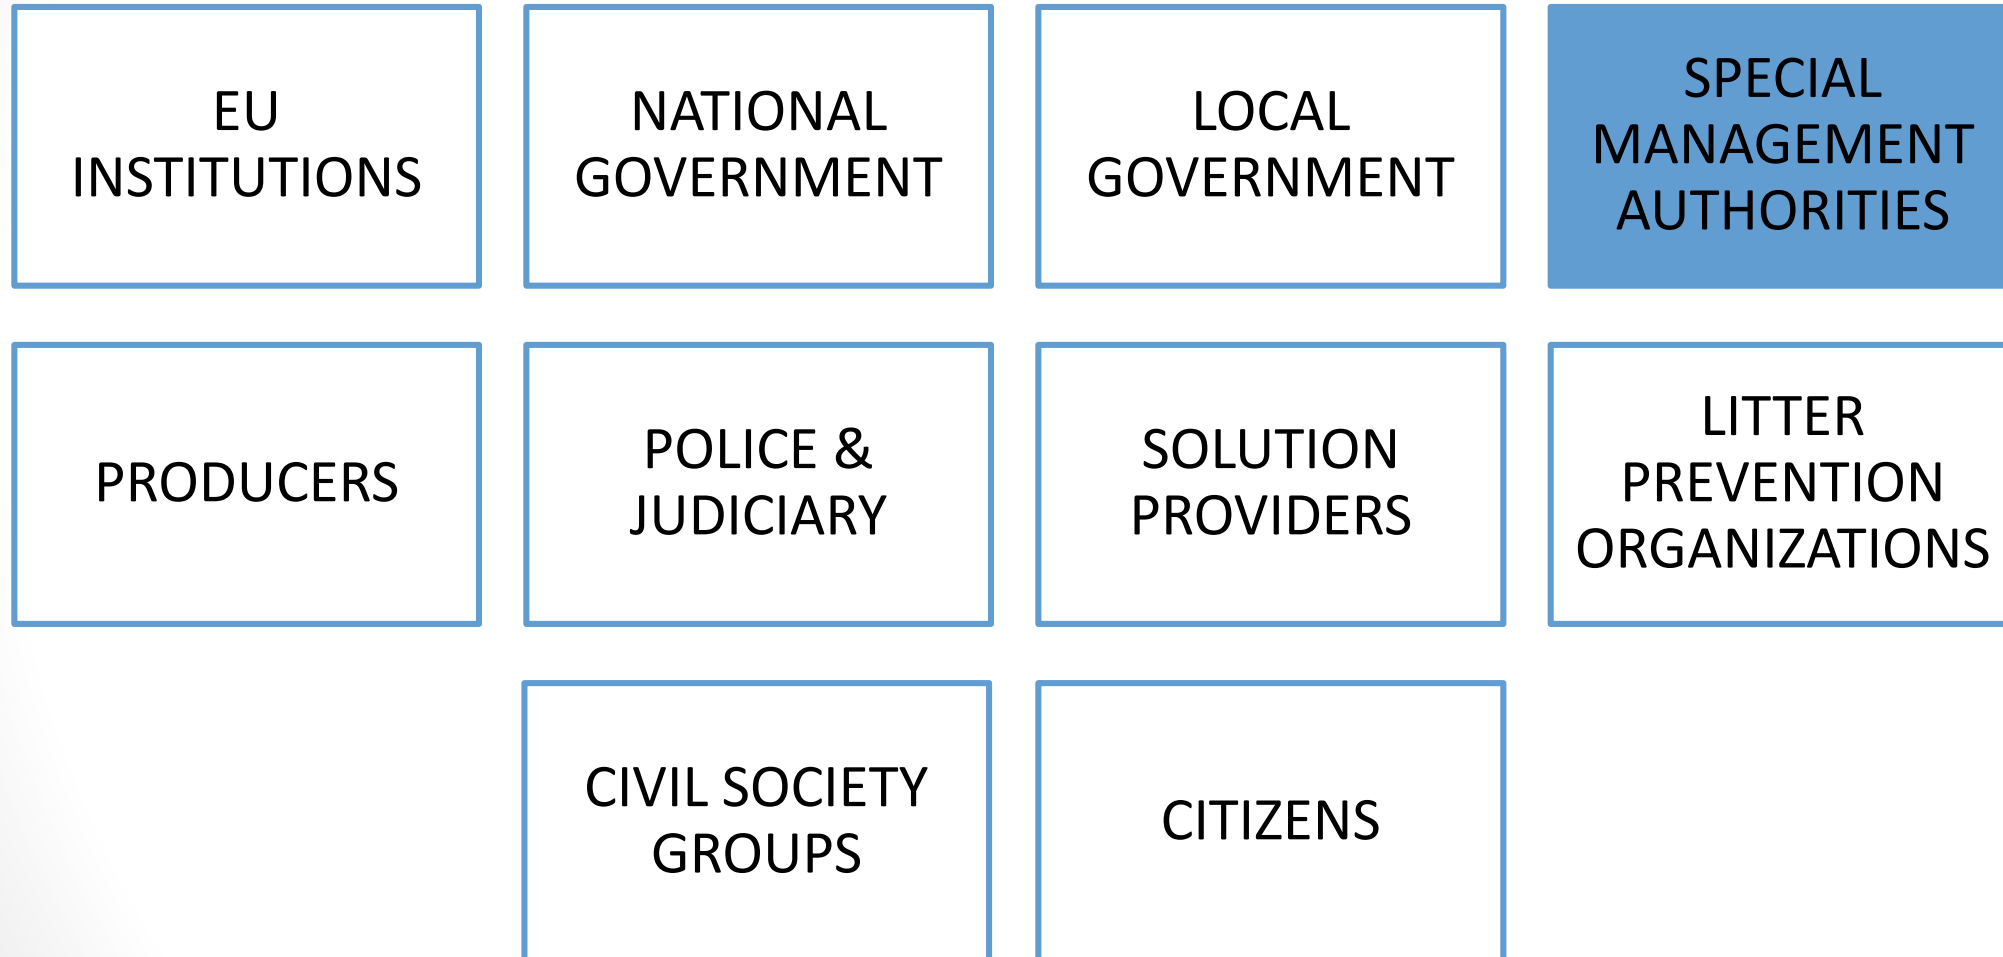 EU
INSTITUTIONS
NATIONAL
GOVERNMENT
LOCAL
GOVERNMENT
SPECIAL
MANAGEMENT
AUTHORITIES
PRODUCERS
POLICE &
JUDICIARY
SOLUTION
PROVIDERS
LITTER
PREVENTION
ORGANIZATIONS
CIVIL SOCIETY
GROUPS
CITIZENS